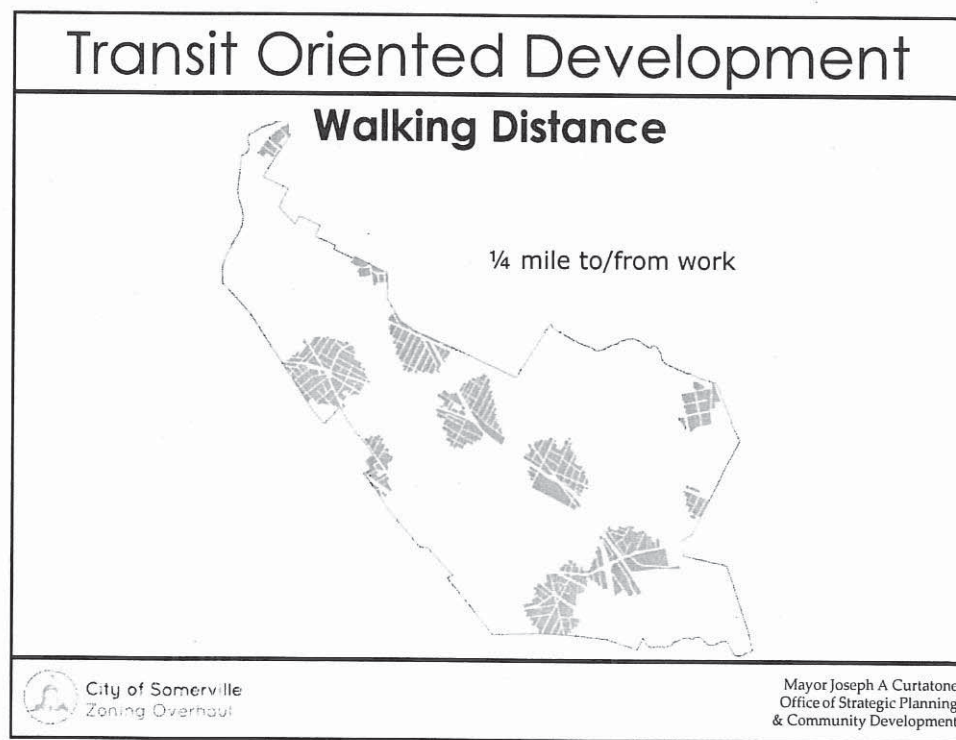 Transit Oriented Development
Walking Distance
¼ mile to/from work
City of Somerville
Zoning Overhaul
Mayor Joseph A Curtatone
Office of Strategic Planning
& Community Development